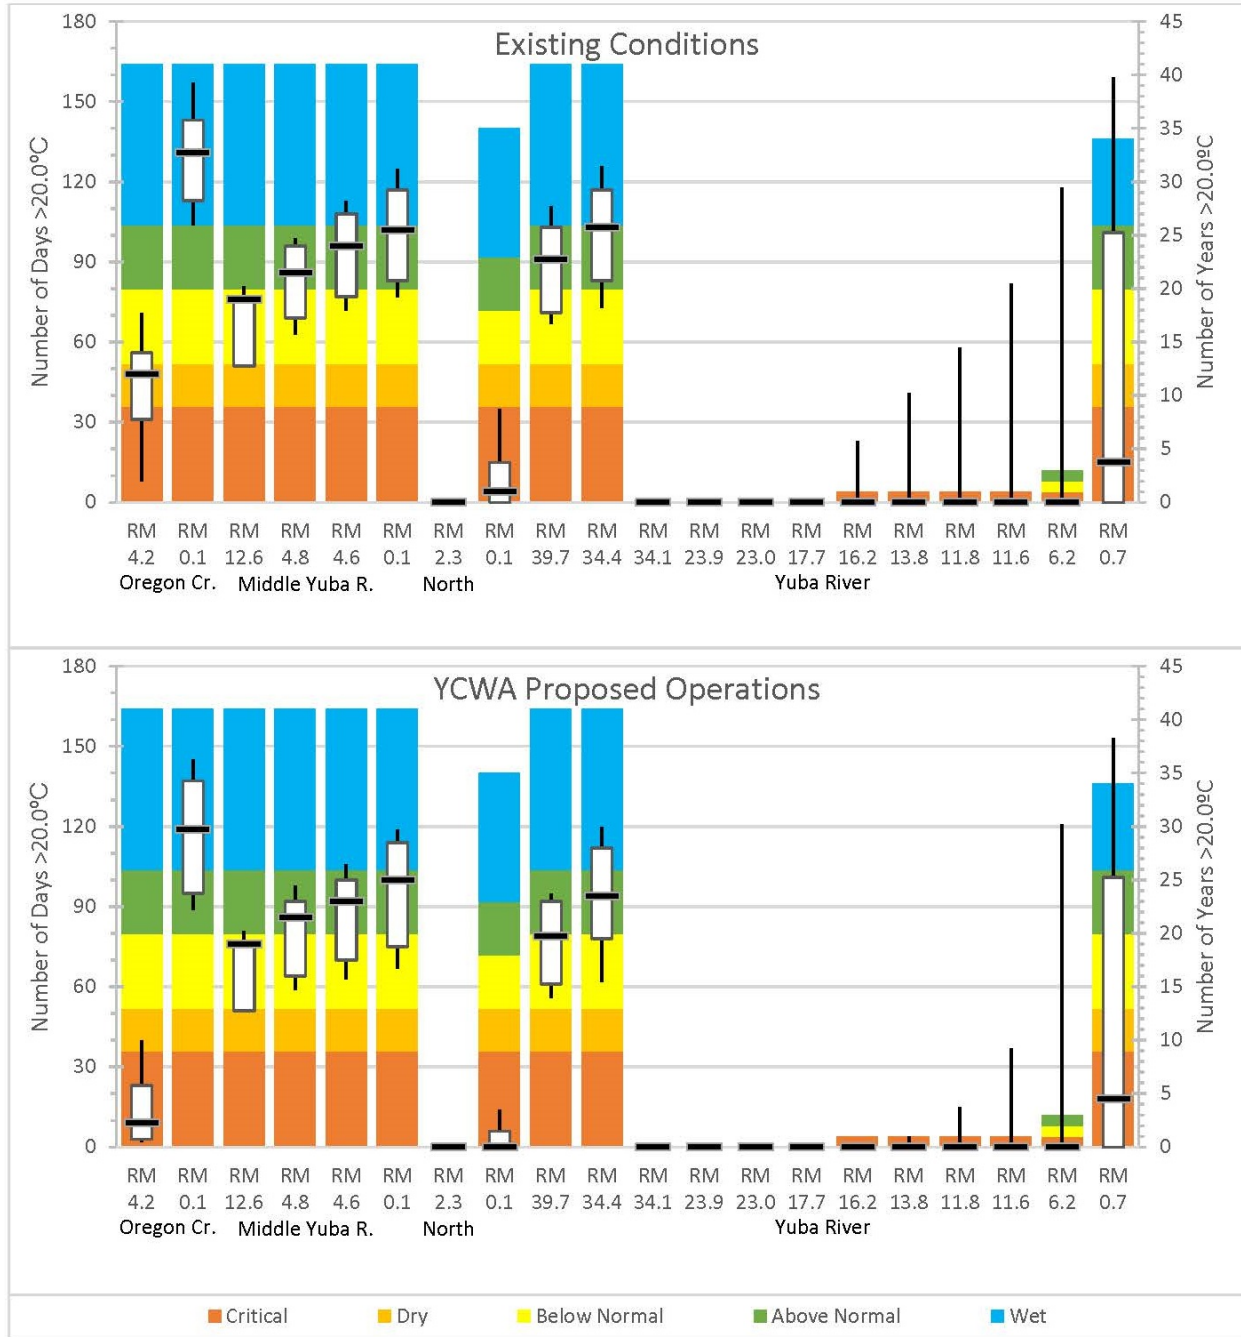 Existing Conditions
Number of Days >20.0ºC
Number of Years >20.0ºC
180
150
120
90
60
30
0
45
40
35
30
25
20
15
10
5
0
RM RM RM RM RM RM RM RM RM RM RM RM RM RM RM RM RM RM RM RM
4.2 0.1 12.6 4.8 4.6 0.1 2.3 0.1 39.7 34.4 34.1 23.9 23.0 17.7 16.2 13.8 11.8 11.6 6.2 0.7
Oregon Cr. Middle Yuba R. North Yuba River
YCWA Proposed Operations
Number of Days >20.0ºC
Number of Years >20.0ºC
180
150
120
90
60
30
0
45
40
35
30
25
20
15
10
5
0
RM RM RM RM RM RM RM RM RM RM RM RM RM RM RM RM RM RM RM RM
4.2 0.1 12.6 4.8 4.6 0.1 2.3 0.1 39.7 34.4 34.1 23.9 23.0 17.7 16.2 13.8 11.8 11.6 6.2 0.7
Oregon Cr. Middle Yuba R. North Yuba River
Critical Dry Below Normal Above Normal Wet